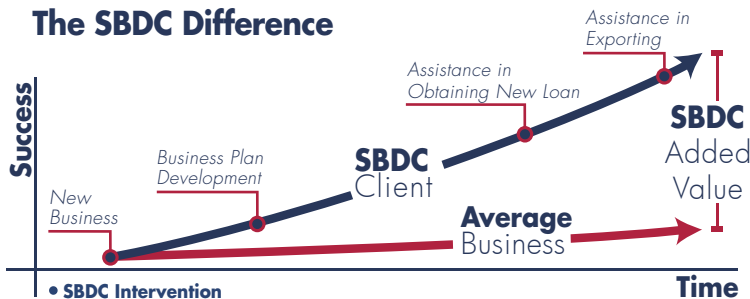 The SBDC Difference
Assistance in
Exporting
Assistance in
Obtaining New Loan
Success
SBDC
Added
Value
Business Plan
Development
SBDC
Client
New
Business
Average
Business
• SBDC Intervention
Time